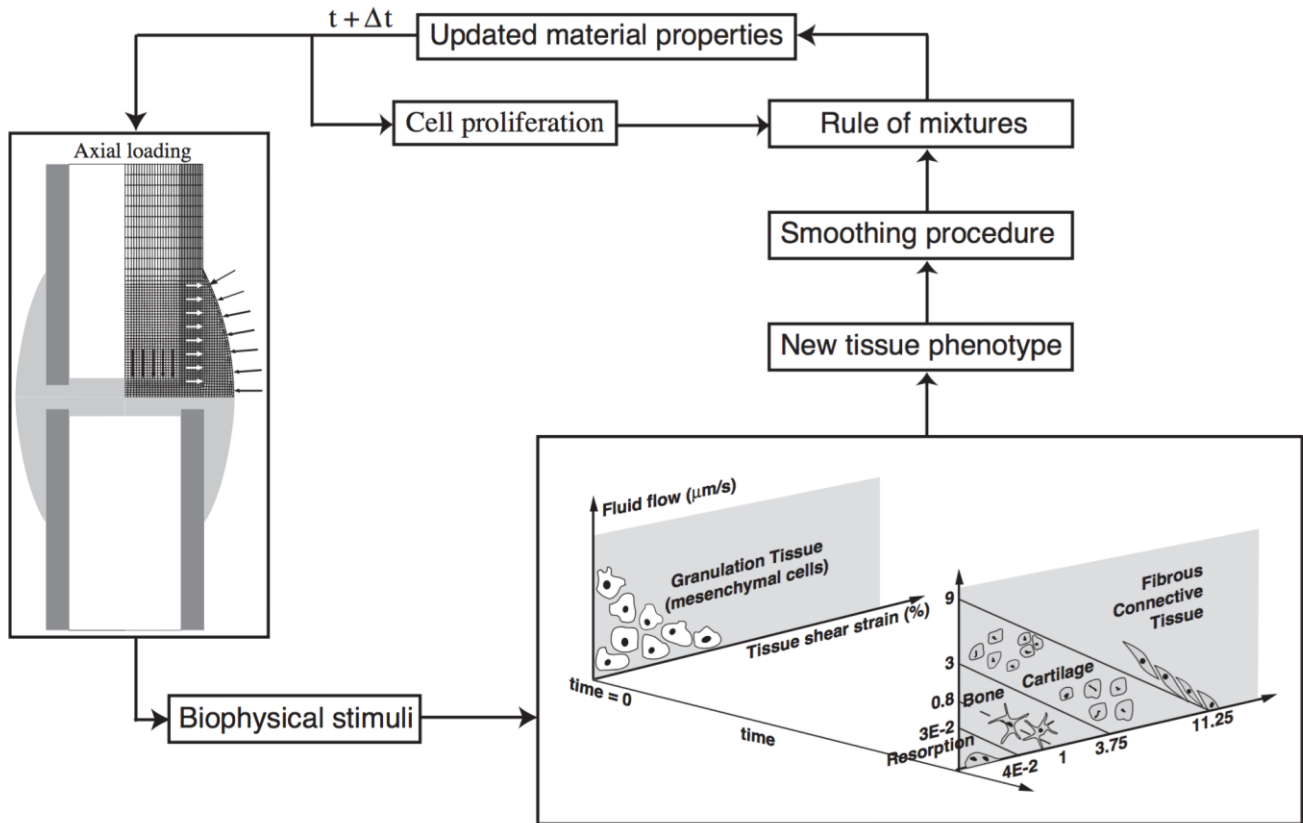 t + Δt
Updated material properties
Cell proliferation
Rule of mixtures
Axial loading
Smoothing procedure
New tissue phenotype
Biophysical stimuli
Fluid flow (μm/s)
Granulation Tissue
(mesenchymal cells)
Tissue shear strain (%)
time = 0
time
Fibrous
Connective
Tissue
9
3
0.8
3E-2
Cartilage
Bone
Resorption
4E-2
1
3.75
11.25